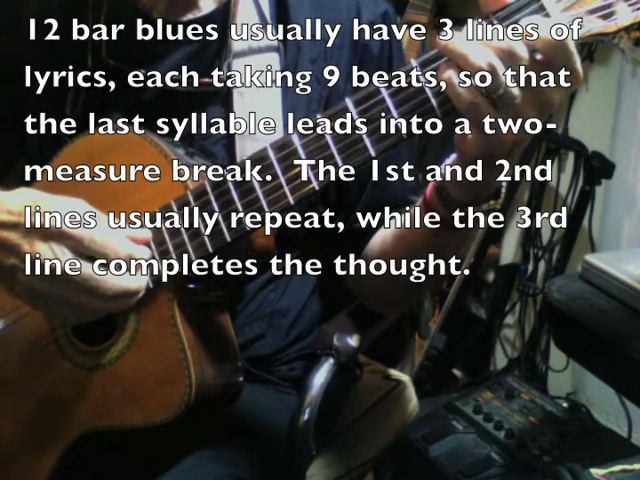 12 bar blues usually have 3 lines of
lyrics, each taking 9 beats, so that
the last syllable leads into a two-
measure break.  The 1st and 2nd
lines usually repeat, while the 3rd
line completes the thought.